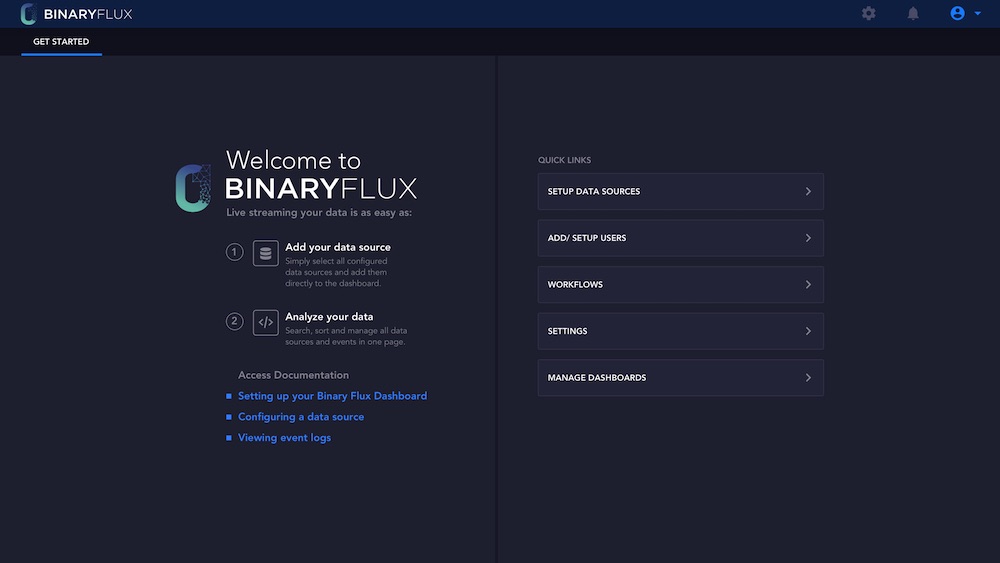 BINARYFLUX
GET STARTED
Welcome to
BINARYFLUX
Live streaming your data is as easy as:
1
Add your data source
Simply select all configured
data sources and add them
directly to the dashboard.
2
</>
Analyze your data
Search, sort and manage all data
sources and events in one page.
Access Documentation
Setting up your Binary Flux Dashboard
Configuring a data source
Viewing event logs
QUICK LINKS
SETUP DATA SOURCES
ADD/ SETUP USERS
WORKFLOWS
SETTINGS
MANAGE DASHBOARDS